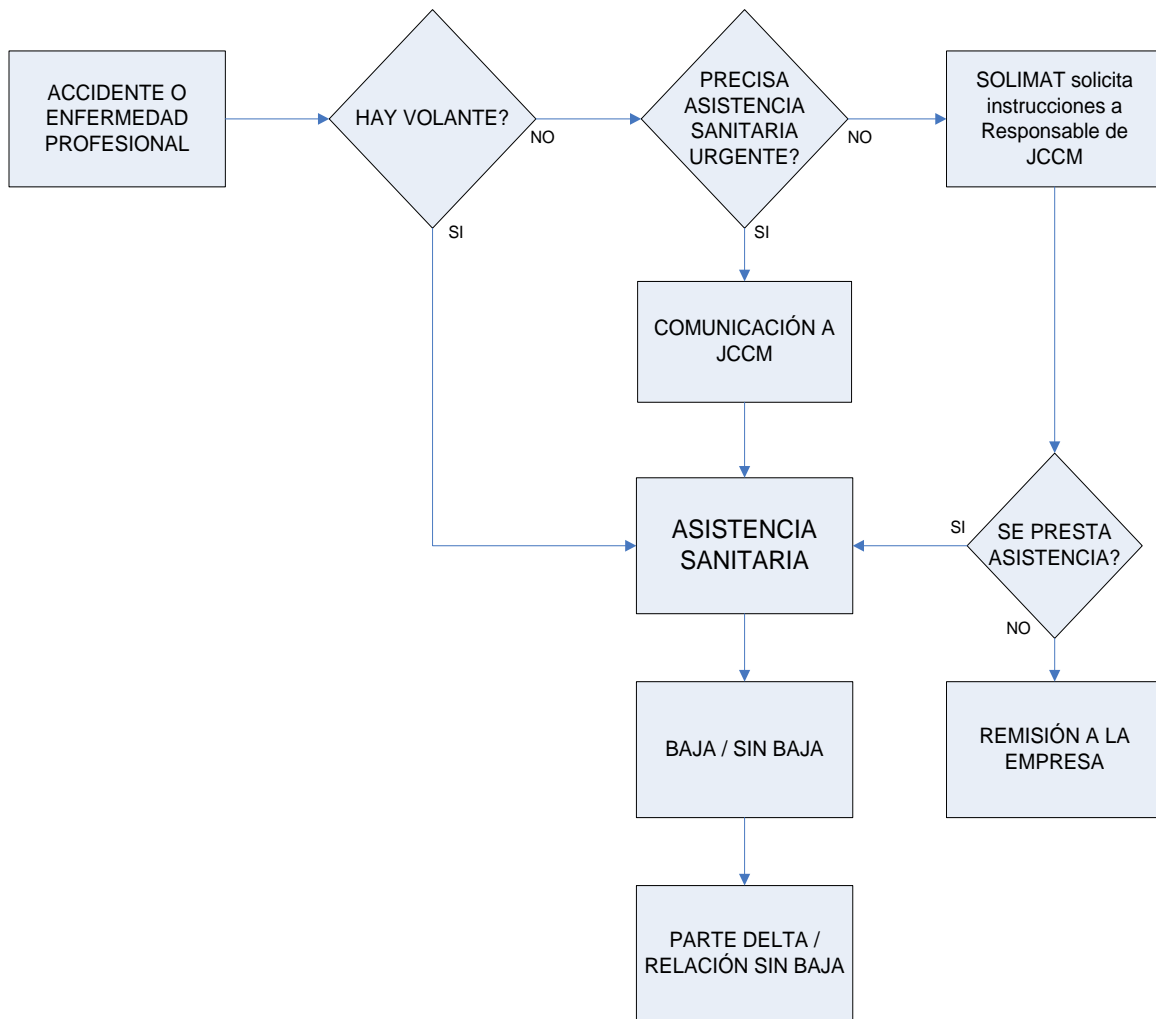 ACCIDENTE O
ENFERMEDAD
PROFESIONAL
HAY VOLANTE?
NO
SI
PRECISA
ASISTENCIA
SANITARIA
URGENTE?
NO
SI
SOLIMAT solicita
instrucciones a
Responsable de
JCCM
COMUNICACIÓN A
JCCM
ASISTENCIA
SANITARIA
SI
SE PRESTA
ASISTENCIA?
NO
BAJA / SIN BAJA
REMISIÓN A LA
EMPRESA
PARTE DELTA /
RELACIÓN SIN BAJA